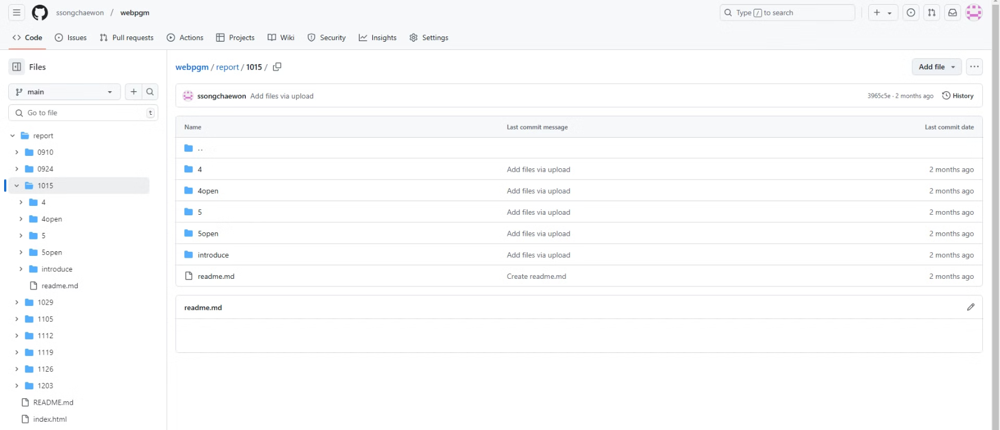 ssongchaewon / webpgm
Type / to search
Code Issues Pull requests Actions Projects Wiki Security Insights Settings
Files
main
Go to file t
report
0910
0924
1015
4
4open
5
5open
introduce
readme.md
1029
1105
1112
1119
1126
1203
README.md
index.html
webpgm / report / 1015 /
Add file
ssongchaewon Add files via upload
3965c5e · 2 months ago History
Name Last commit message Last commit date
..
4 Add files via upload 2 months ago
4open Add files via upload 2 months ago
5 Add files via upload 2 months ago
5open Add files via upload 2 months ago
introduce Add files via upload 2 months ago
readme.md Create readme.md 2 months ago
readme.md